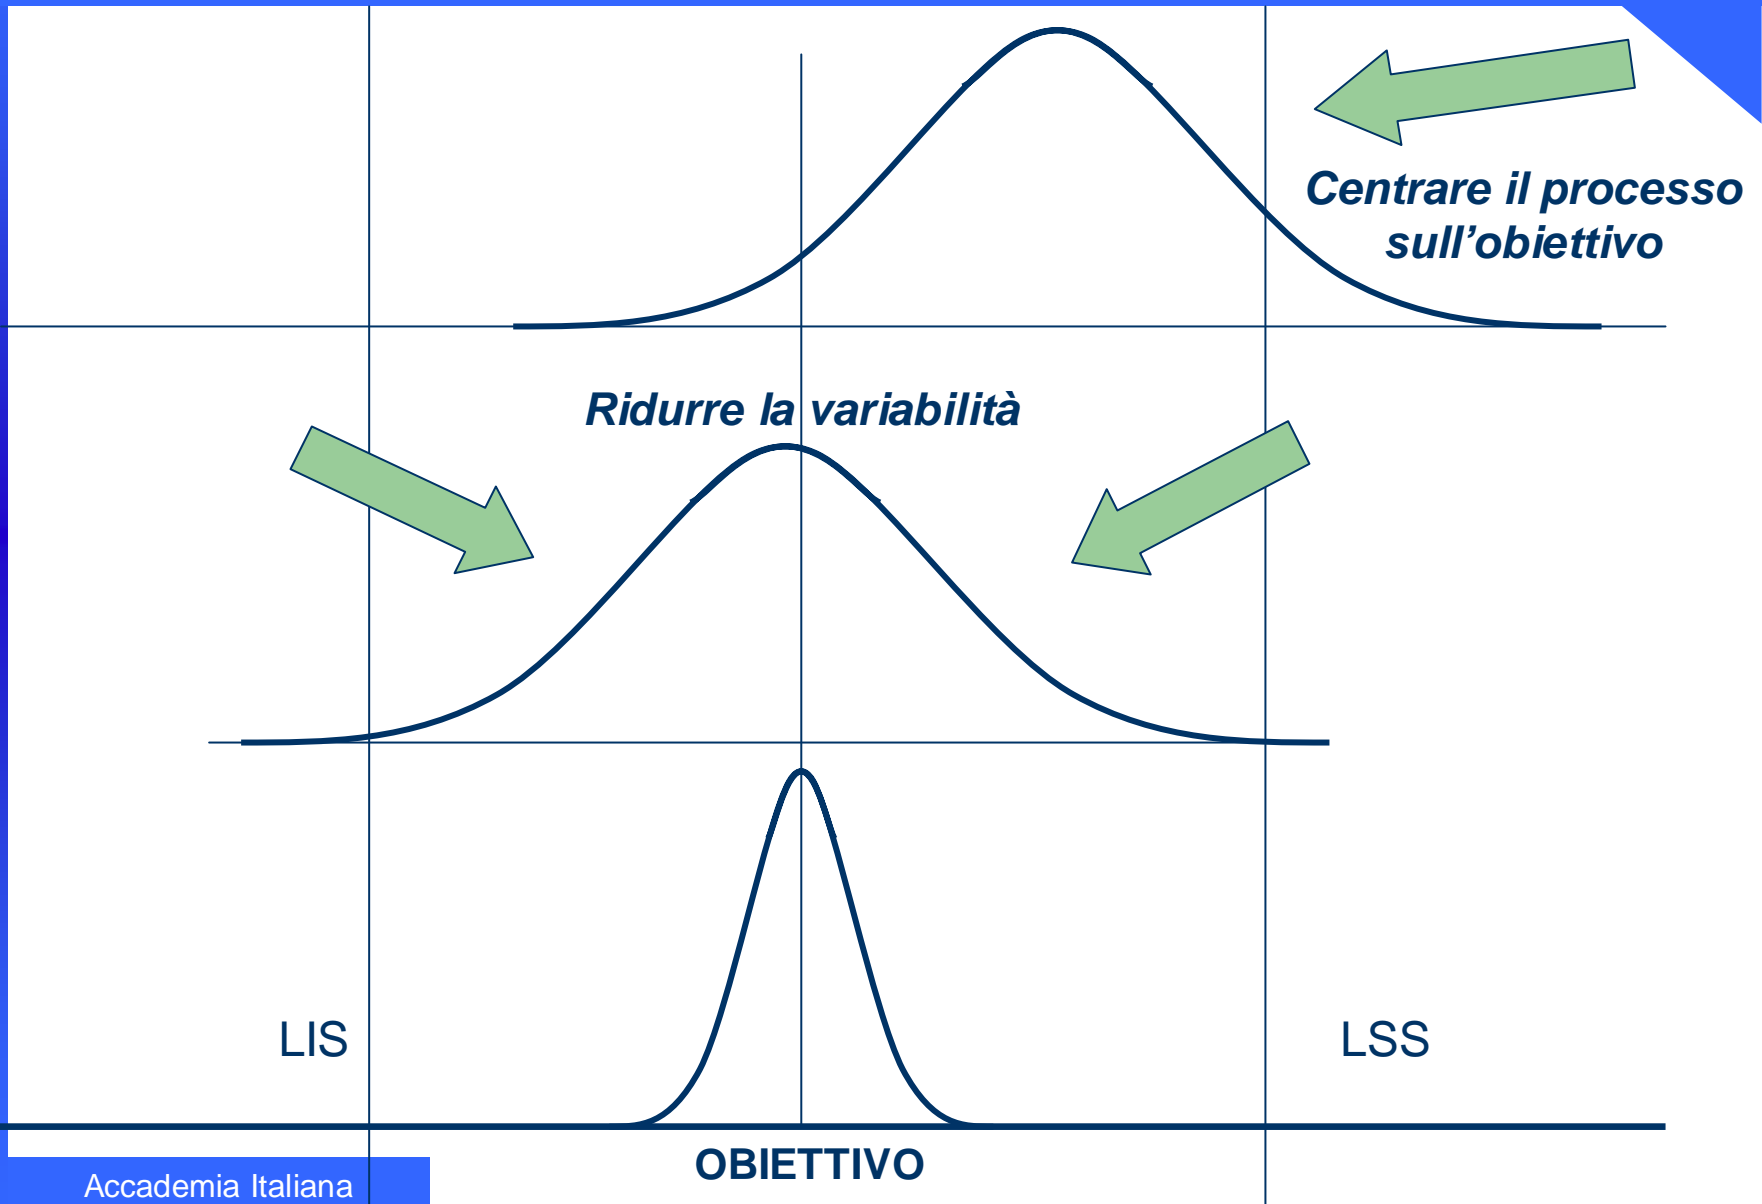 Centrare il processo
sull’obiettivo
Ridurre la variabilità
LIS
LSS
OBIETTIVO
Accademia Italiana